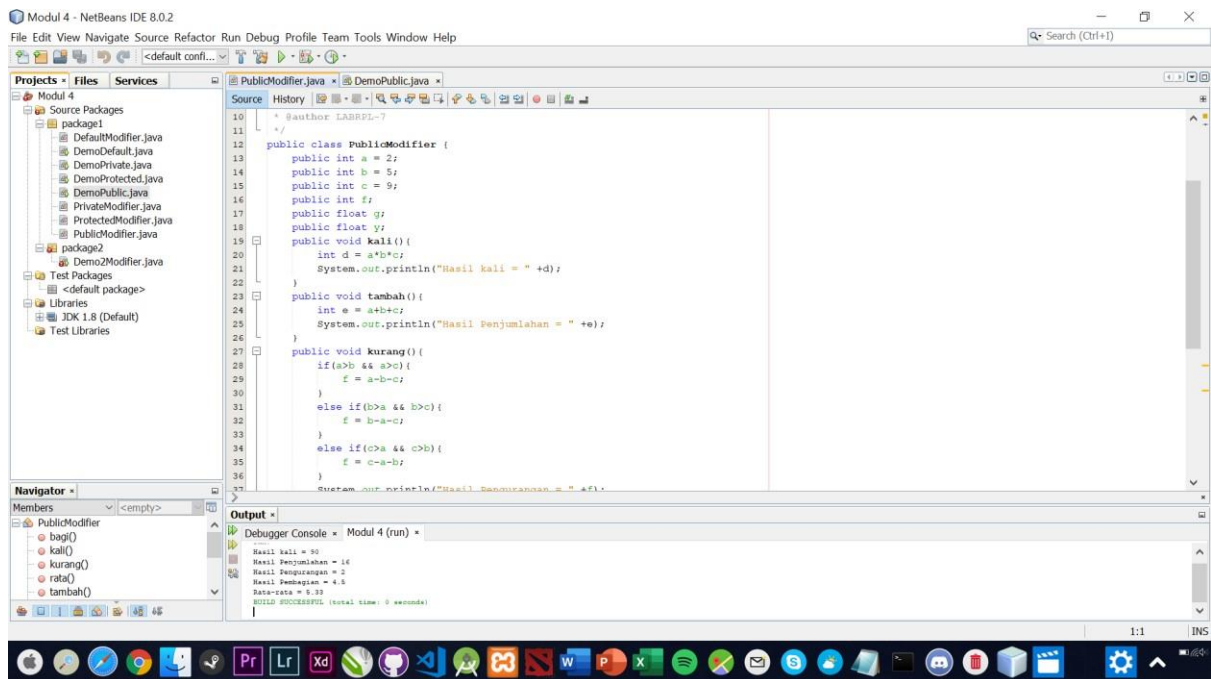 Modul 4 - NetBeans IDE 8.0.2
File Edit View Navigate Source Refactor Run Debug Profile Team Tools Window Help
Search (Ctrl+I)
<default confi...
Projects Files Services
PublicModifier.java DemoPublic.java
Source History
Modul 4
Source Packages
package1
DefaultModifier.java
DemoDefault.java
DemoPrivate.java
DemoProtected.java
DemoPublic.java
PrivateModifier.java
ProtectedModifier.java
PublicModifier.java
package2
Demo2Modifier.java
Test Packages
<default package>
Libraries
JDK 1.8 (Default)
Test Libraries
10 * @author LABRPL-7
11 */
12 public class PublicModifier {
13 public int a = 2;
14 public int b = 5;
15 public int c = 9;
16 public int f;
17 public float g;
18 public float y;
19 public void kali(){
20 int d = a*b*c;
21 System.out.println("Hasil kali = " +d);
22 }
23 public void tambah(){
24 int e = a+b+c;
25 System.out.println("Hasil Penjumlahan = " +e);
26 }
27 public void kurang(){
28 if(a>b && a>c){
29 f = a-b-c;
30 }
31 else if(b>a && b>c){
32 f = b-a-c;
33 }
34 else if(c>a && c>b){
35 f = c-a-b;
36 }
37 System.out.println("Hasil Pengurangan = " +f);
Navigator
Members <empty>
PublicModifier
bagi()
kali()
kurang()
rata()
tambah()
Output
Debugger Console Modul 4 (run)
Hasil kali = 90
Hasil Penjumlahan = 16
Hasil Pengurangan = 2
Hasil Pembagian = 4.5
Rata-rata = 5.33
BUILD SUCCESSFUL (total time: 0 seconds)
1:1 INS
Pr Lr Xd W P X S